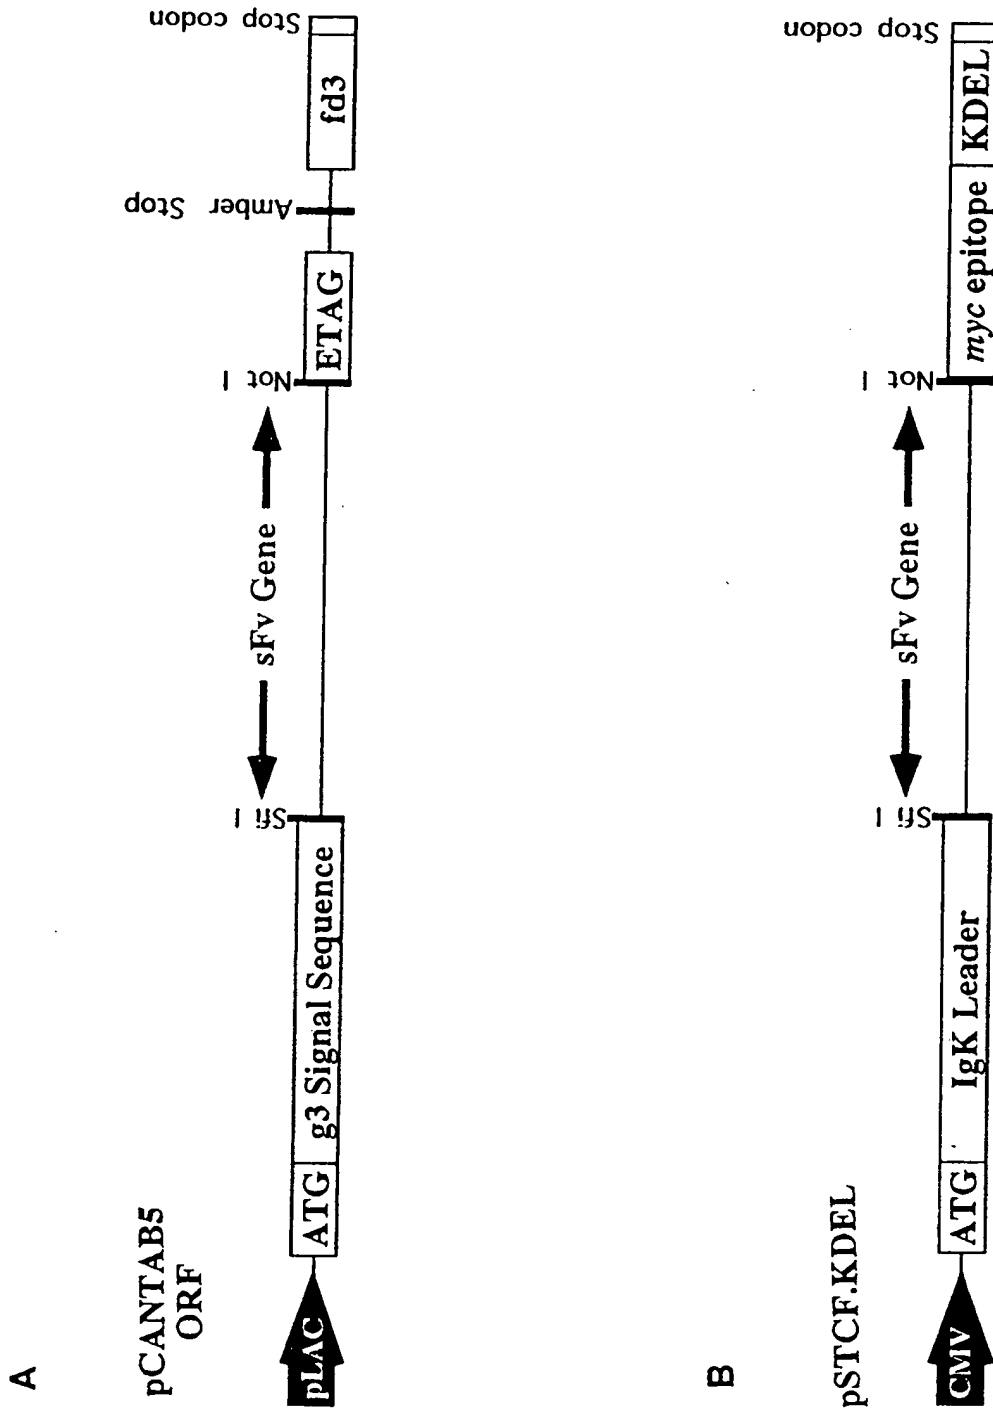 A
pCANTAB5
ORF
pLAC
ATG
g3 Signal Sequence
Sfi I
sFv Gene
Not I
ETAG
Amber Stop
fd3
Stop codon
B
pSTCF.KDEL
CMV
ATG
IgK Leader
Sfi I
sFv Gene
Not I
myc epitope
KDEL
Stop codon